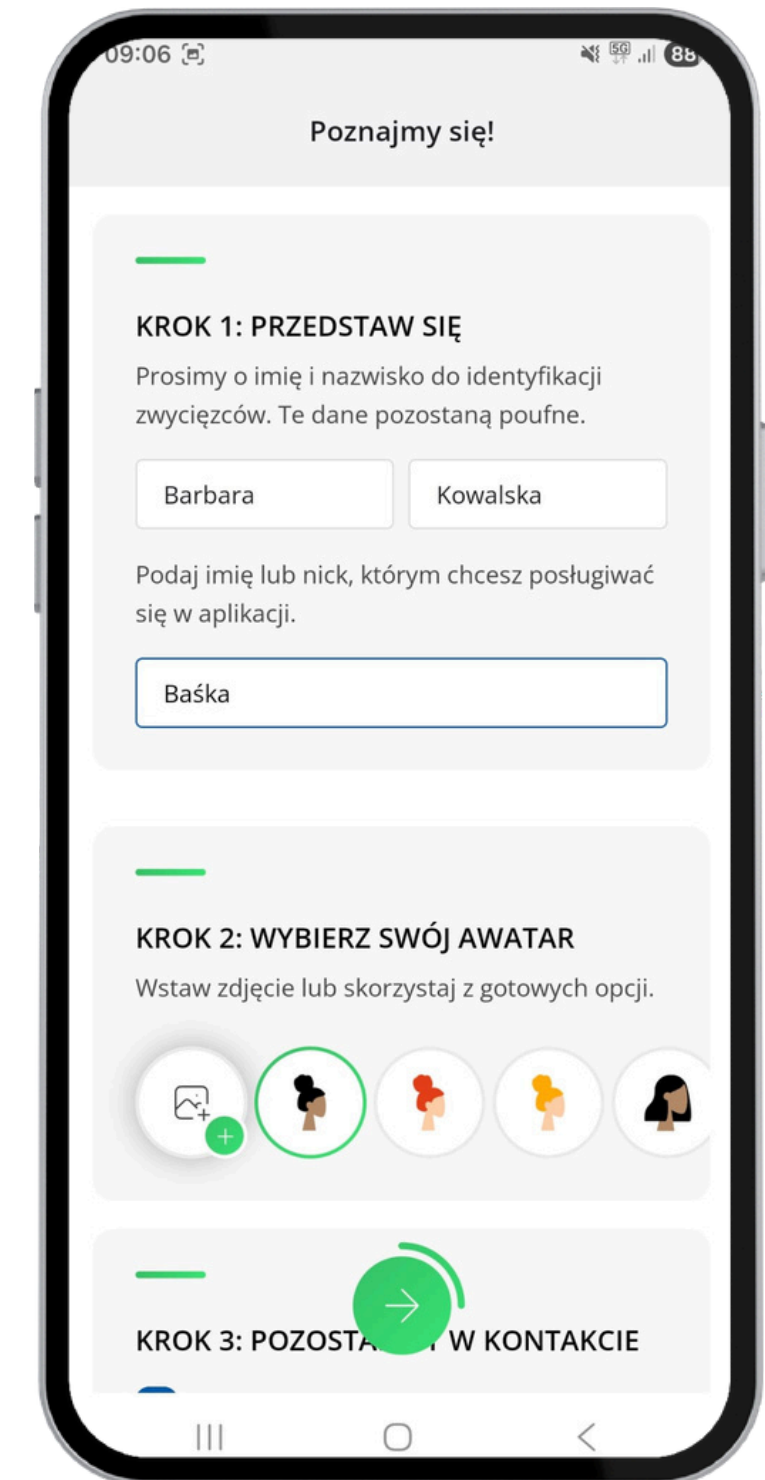 09:06
5G
88
Poznajmy się!
KROK 1: PRZEDSTAW SIĘ
Prosimy o imię i nazwisko do identyfikacji
zwycięzców. Te dane pozostaną poufne.
Barbara Kowalska
Podaj imię lub nick, którym chcesz posługiwać
się w aplikacji.
Baśka
KROK 2: WYBIERZ SWÓJ AWATAR
Wstaw zdjęcie lub skorzystaj z gotowych opcji.
KROK 3: W KONTAKCIE